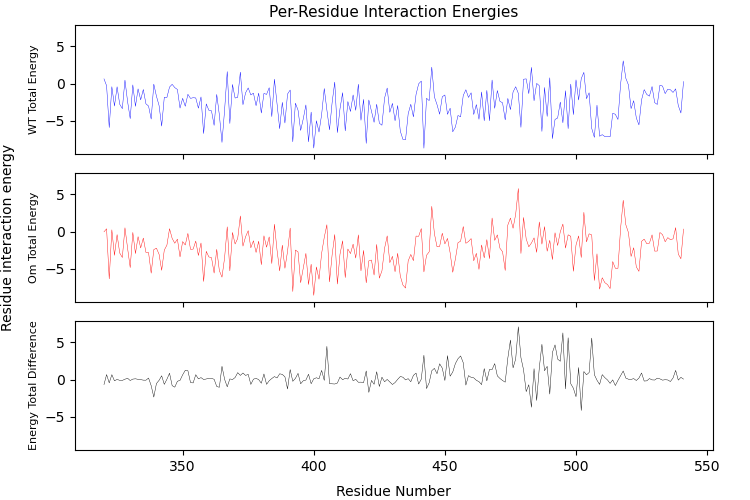 Per-Residue Interaction Energies
Residue interaction energy
WT Total Energy
5
0
−5
Om Total Energy
5
0
−5
Energy Total Difference
5
0
−5
350
400
450
500
550
Residue Number